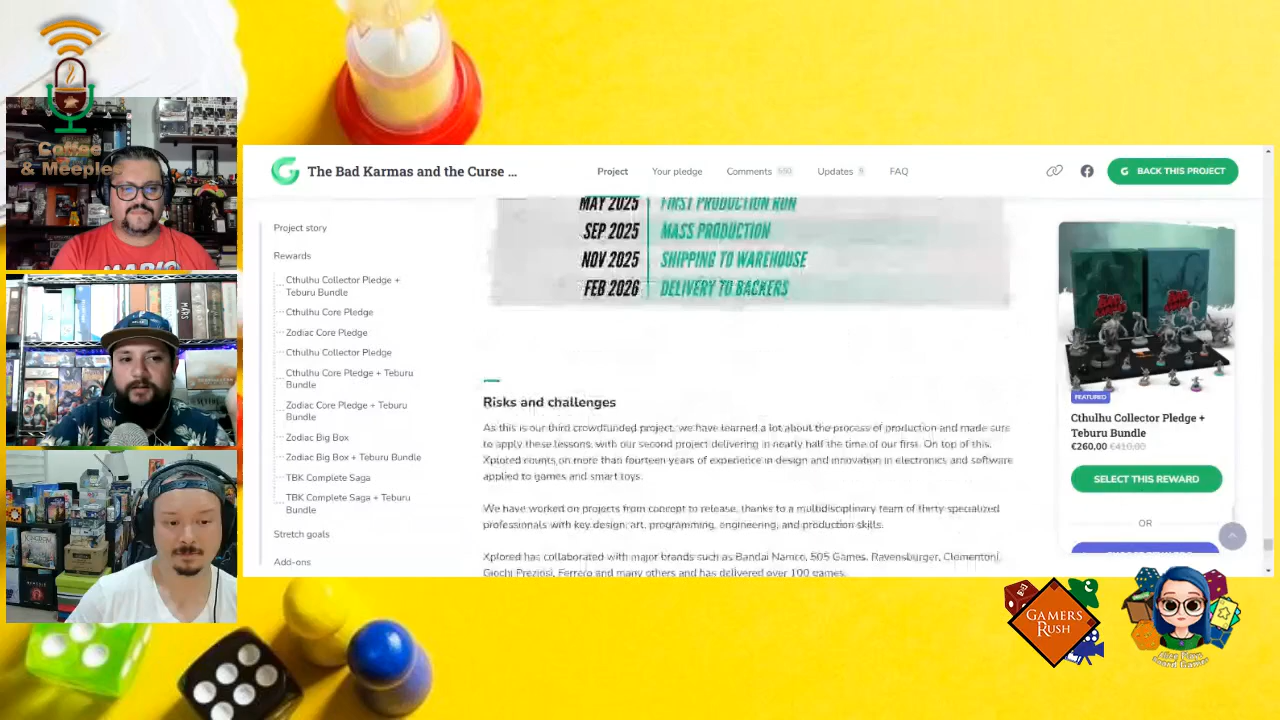 Coffee
& Meeples
The Bad Karmas and the Curse ...
Project
Your pledge
Comments 550
Updates 9
FAQ
BACK THIS PROJECT
Project story
Rewards
Cthulhu Collector Pledge +
Teburu Bundle
Cthulhu Core Pledge
Zodiac Core Pledge
Cthulhu Collector Pledge
Cthulhu Core Pledge + Teburu
Bundle
Zodiac Core Pledge + Teburu
Bundle
Zodiac Big Box
Zodiac Big Box + Teburu Bundle
TBK Complete Saga
TBK Complete Saga + Teburu
Bundle
Stretch goals
Add-ons
MAY 2025 FIRST PRODUCTION RUN
SEP 2025 MASS PRODUCTION
NOV 2025 SHIPPING TO WAREHOUSE
FEB 2026 DELIVERY TO BACKERS
Risks and challenges
As this is our third crowdfunded project, we have learned a lot about the process of production and made sure
to apply these lessons, with our second project delivering in nearly half the time of our first. On top of this,
Xplored counts on more than fourteen years of experience in design and innovation in electronics and software
applied to games and smart toys.
We have worked on projects from concept to release, thanks to a multidisciplinary team of thirty specialized
professionals with key design, art, programming, engineering, and production skills.
Xplored has collaborated with major brands such as Bandai Namco, 505 Games, Ravensburger, Clementoni,
Giochi Preziosi, Ferrero and many others and has delivered over 100 games.
FEATURED
Cthulhu Collector Pledge +
Teburu Bundle
€260.00 €410.00
SELECT THIS REWARD
OR
GAMERS
RUSH